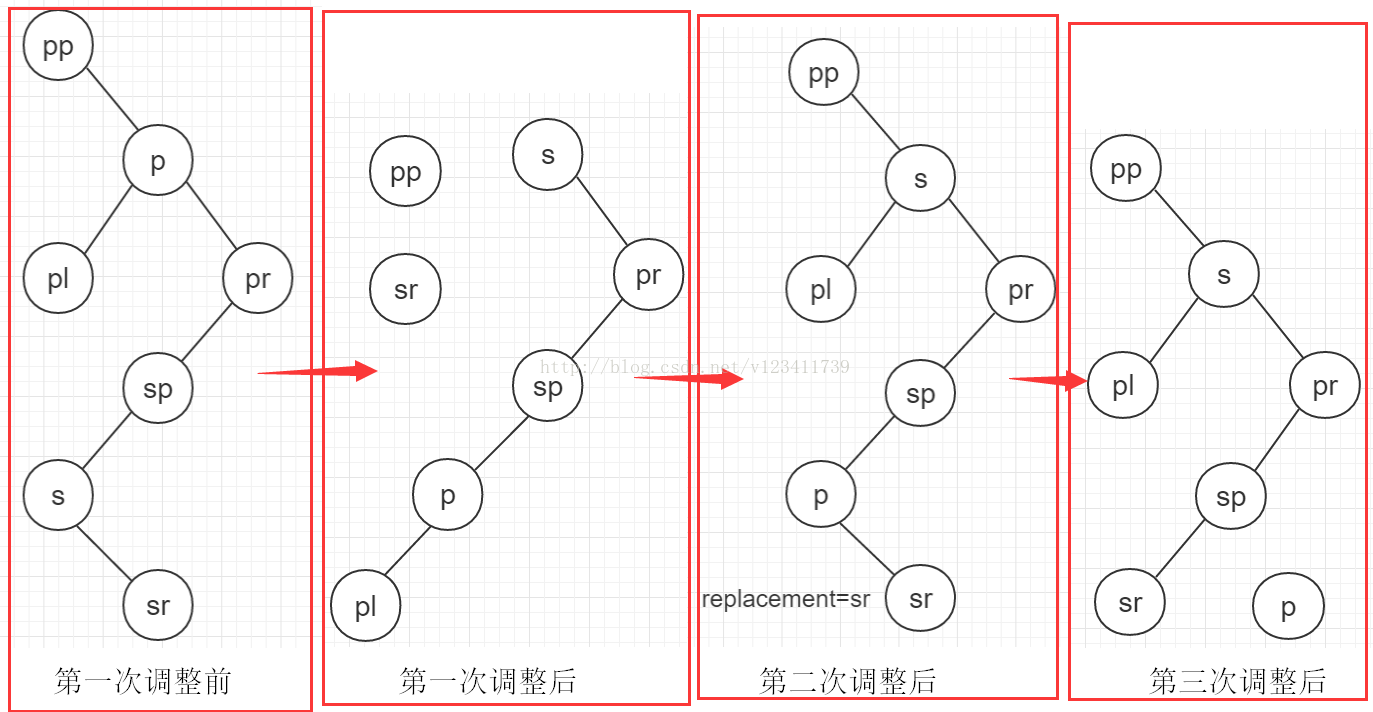 pp
p
pl
pr
sp
s
sr
第一次调整前
pp
s
sr
pr
sp
p
pl
第一次调整后
http://blog.csdn.net/v123411739
pp
s
pl
pr
sp
p
replacement=sr
sr
第二次调整后
pp
s
pl
pr
sp
sr
p
第三次调整后